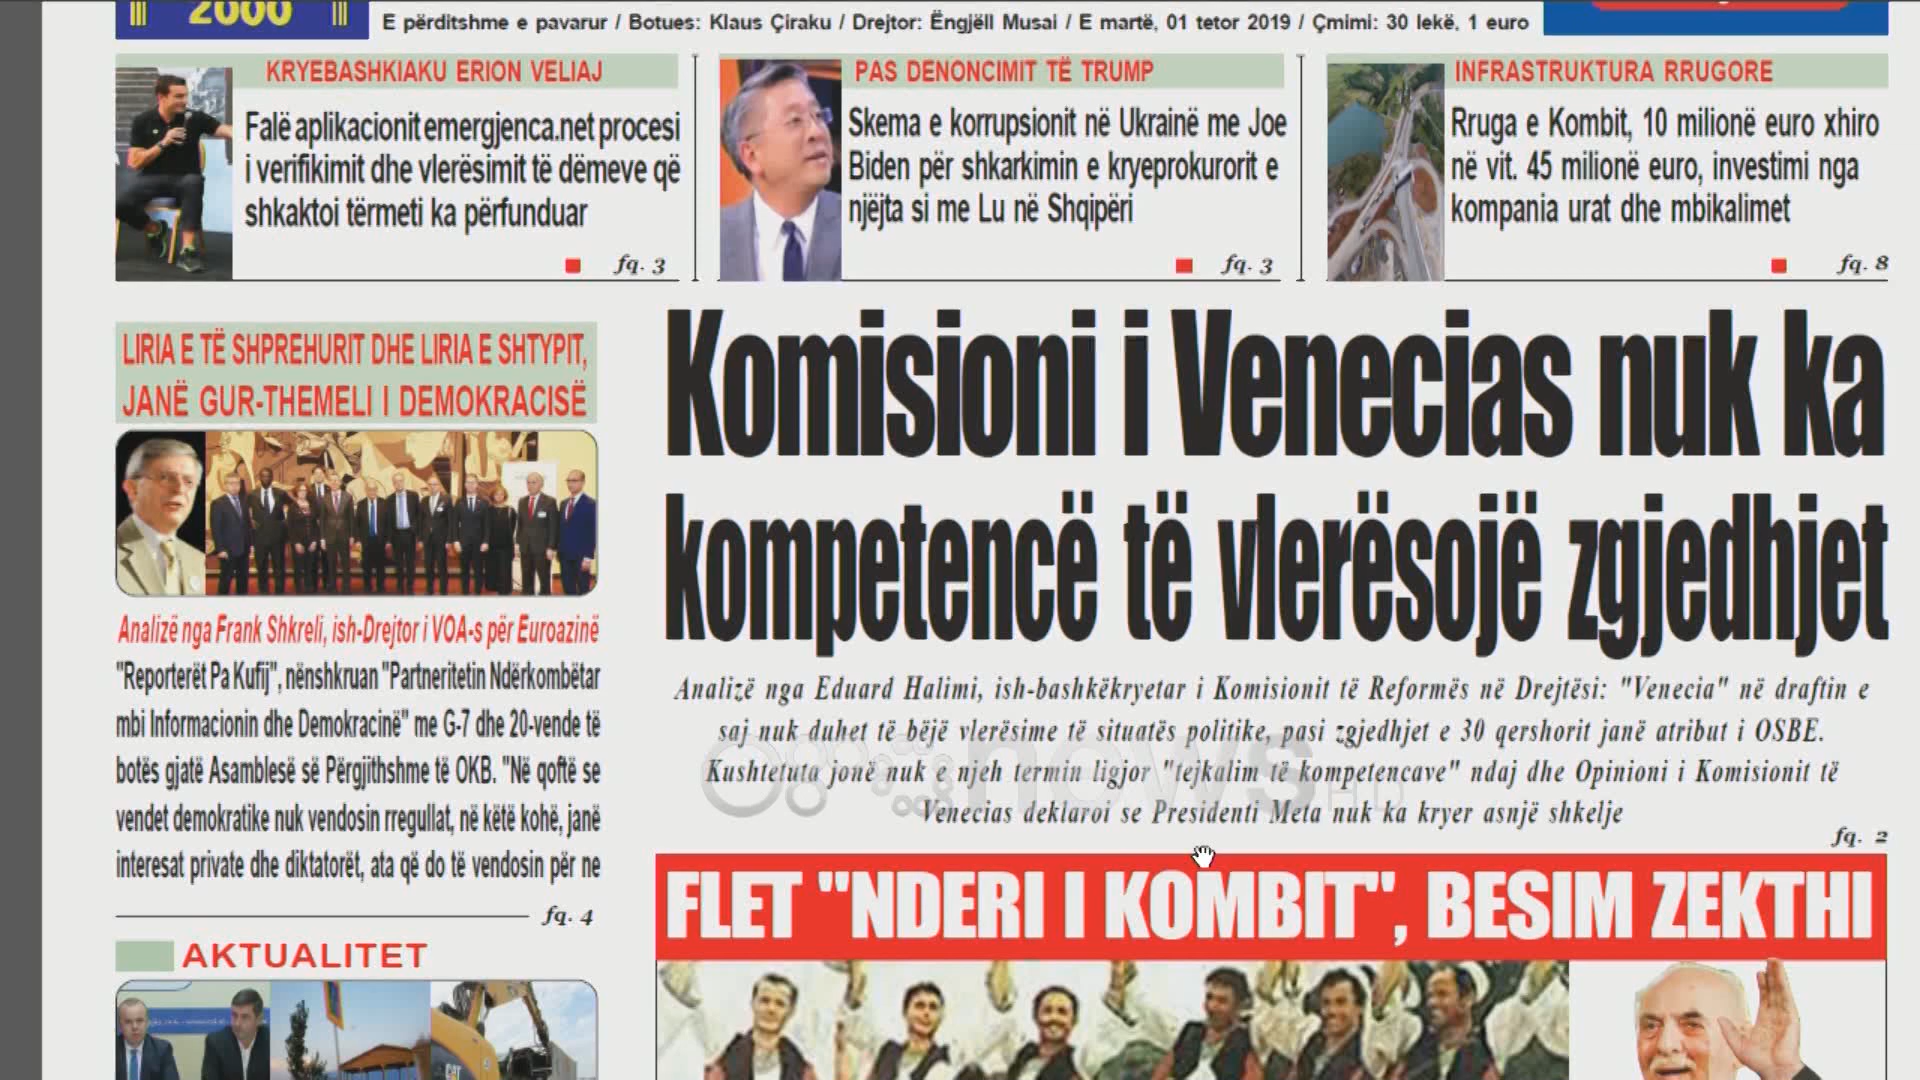 2000
E përditshme e pavarur / Botues: Klaus Çiraku / Drejtor: Ëngjëll Musai / E martë, 01 tetor 2019 / Çmimi: 30 lekë, 1 euro
KRYEBASHKIAKU ERION VELIAJ
Falë aplikacionit emergjenca.net procesi
i verifikimit dhe vlerësimit të dëmeve që
shkaktoi tërmeti ka përfunduar
fq. 3
PAS DENONCIMIT TË TRUMP
Skema e korrupsionit në Ukrainë me Joe
Biden për shkarkimin e kryeprokurorit e
njëjta si me Lu në Shqipëri
fq. 3
INFRASTRUKTURA RRUGORE
Rruga e Kombit, 10 milionë euro xhiro
në vit. 45 milionë euro, investimi nga
kompania urat dhe mbikalimet
fq. 8
LIRIA E TË SHPREHURIT DHE LIRIA E SHTYPIT,
JANË GUR-THEMELI I DEMOKRACISË
Analizë nga Frank Shkreli, ish-Drejtor i VOA-s për Euroazinë
"Reporterët Pa Kufij", nënshkruan "Partneritetin Ndërkombëtar
mbi Informacionin dhe Demokracinë" me G-7 dhe 20-vende të
botës gjatë Asamblesë së Përgjithshme të OKB. "Në qoftë se
vendet demokratike nuk vendosin rregullat, në këtë kohë, janë
interesat private dhe diktatorët, ata që do të vendosin për ne
fq. 4
AKTUALITET
Komisioni i Venecias nuk ka
kompetencë të vlerësojë zgjedhjet
Analizë nga Eduard Halimi, ish-bashkëkryetar i Komisionit të Reformës në Drejtësi: "Venecia" në draftin e
saj nuk duhet të bëjë vlerësime të situatës politike, pasi zgjedhjet e 30 qershorit janë atribut i OSBE.
Kushtetuta jonë nuk e njeh termin ligjor "tejkalim të kompetencave" ndaj dhe Opinioni i Komisionit të
Venecias deklaroi se Presidenti Meta nuk ka kryer asnjë shkelje
fq. 2
news HD
FLET "NDERI I KOMBIT", BESIM ZEKTHI
CAT